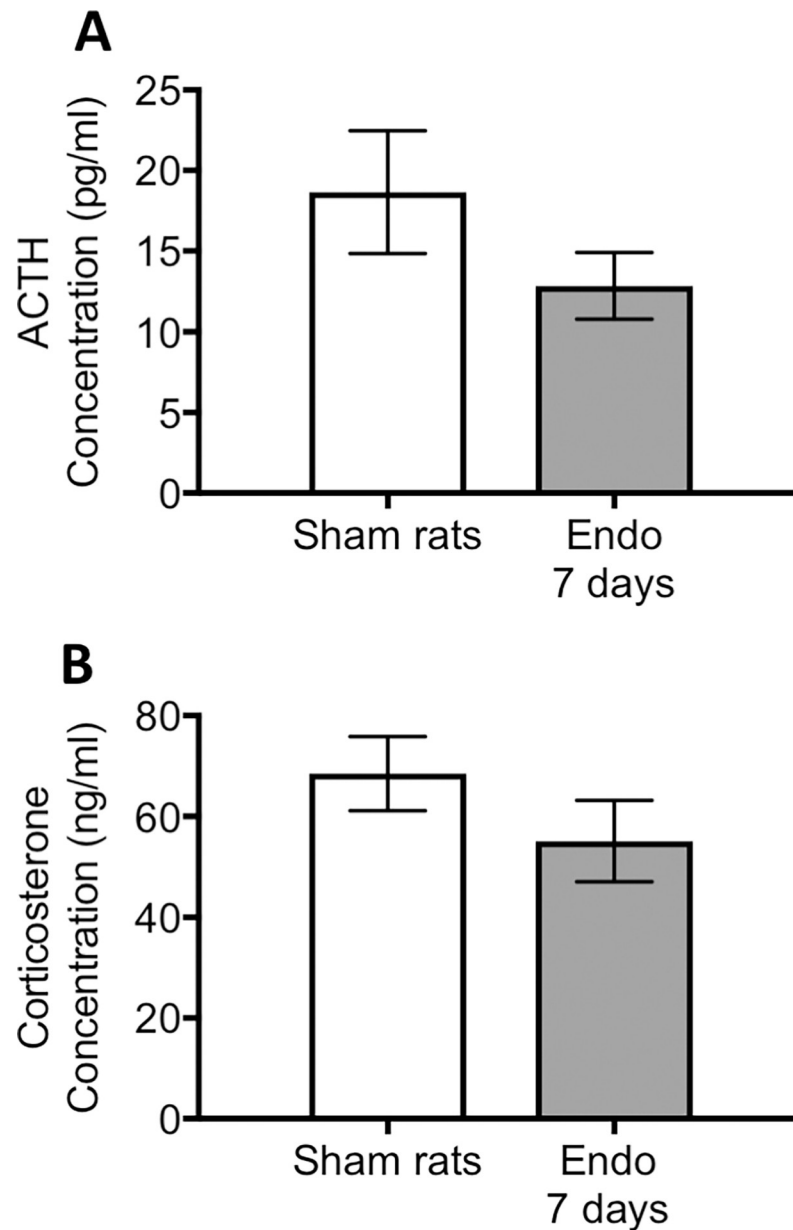 A
ACTH
Concentration (pg/ml)
25
20
15
10
5
0
Sham rats
Endo
7 days
B
Corticosterone
Concentration (ng/ml)
80
60
40
20
0
Sham rats
Endo
7 days